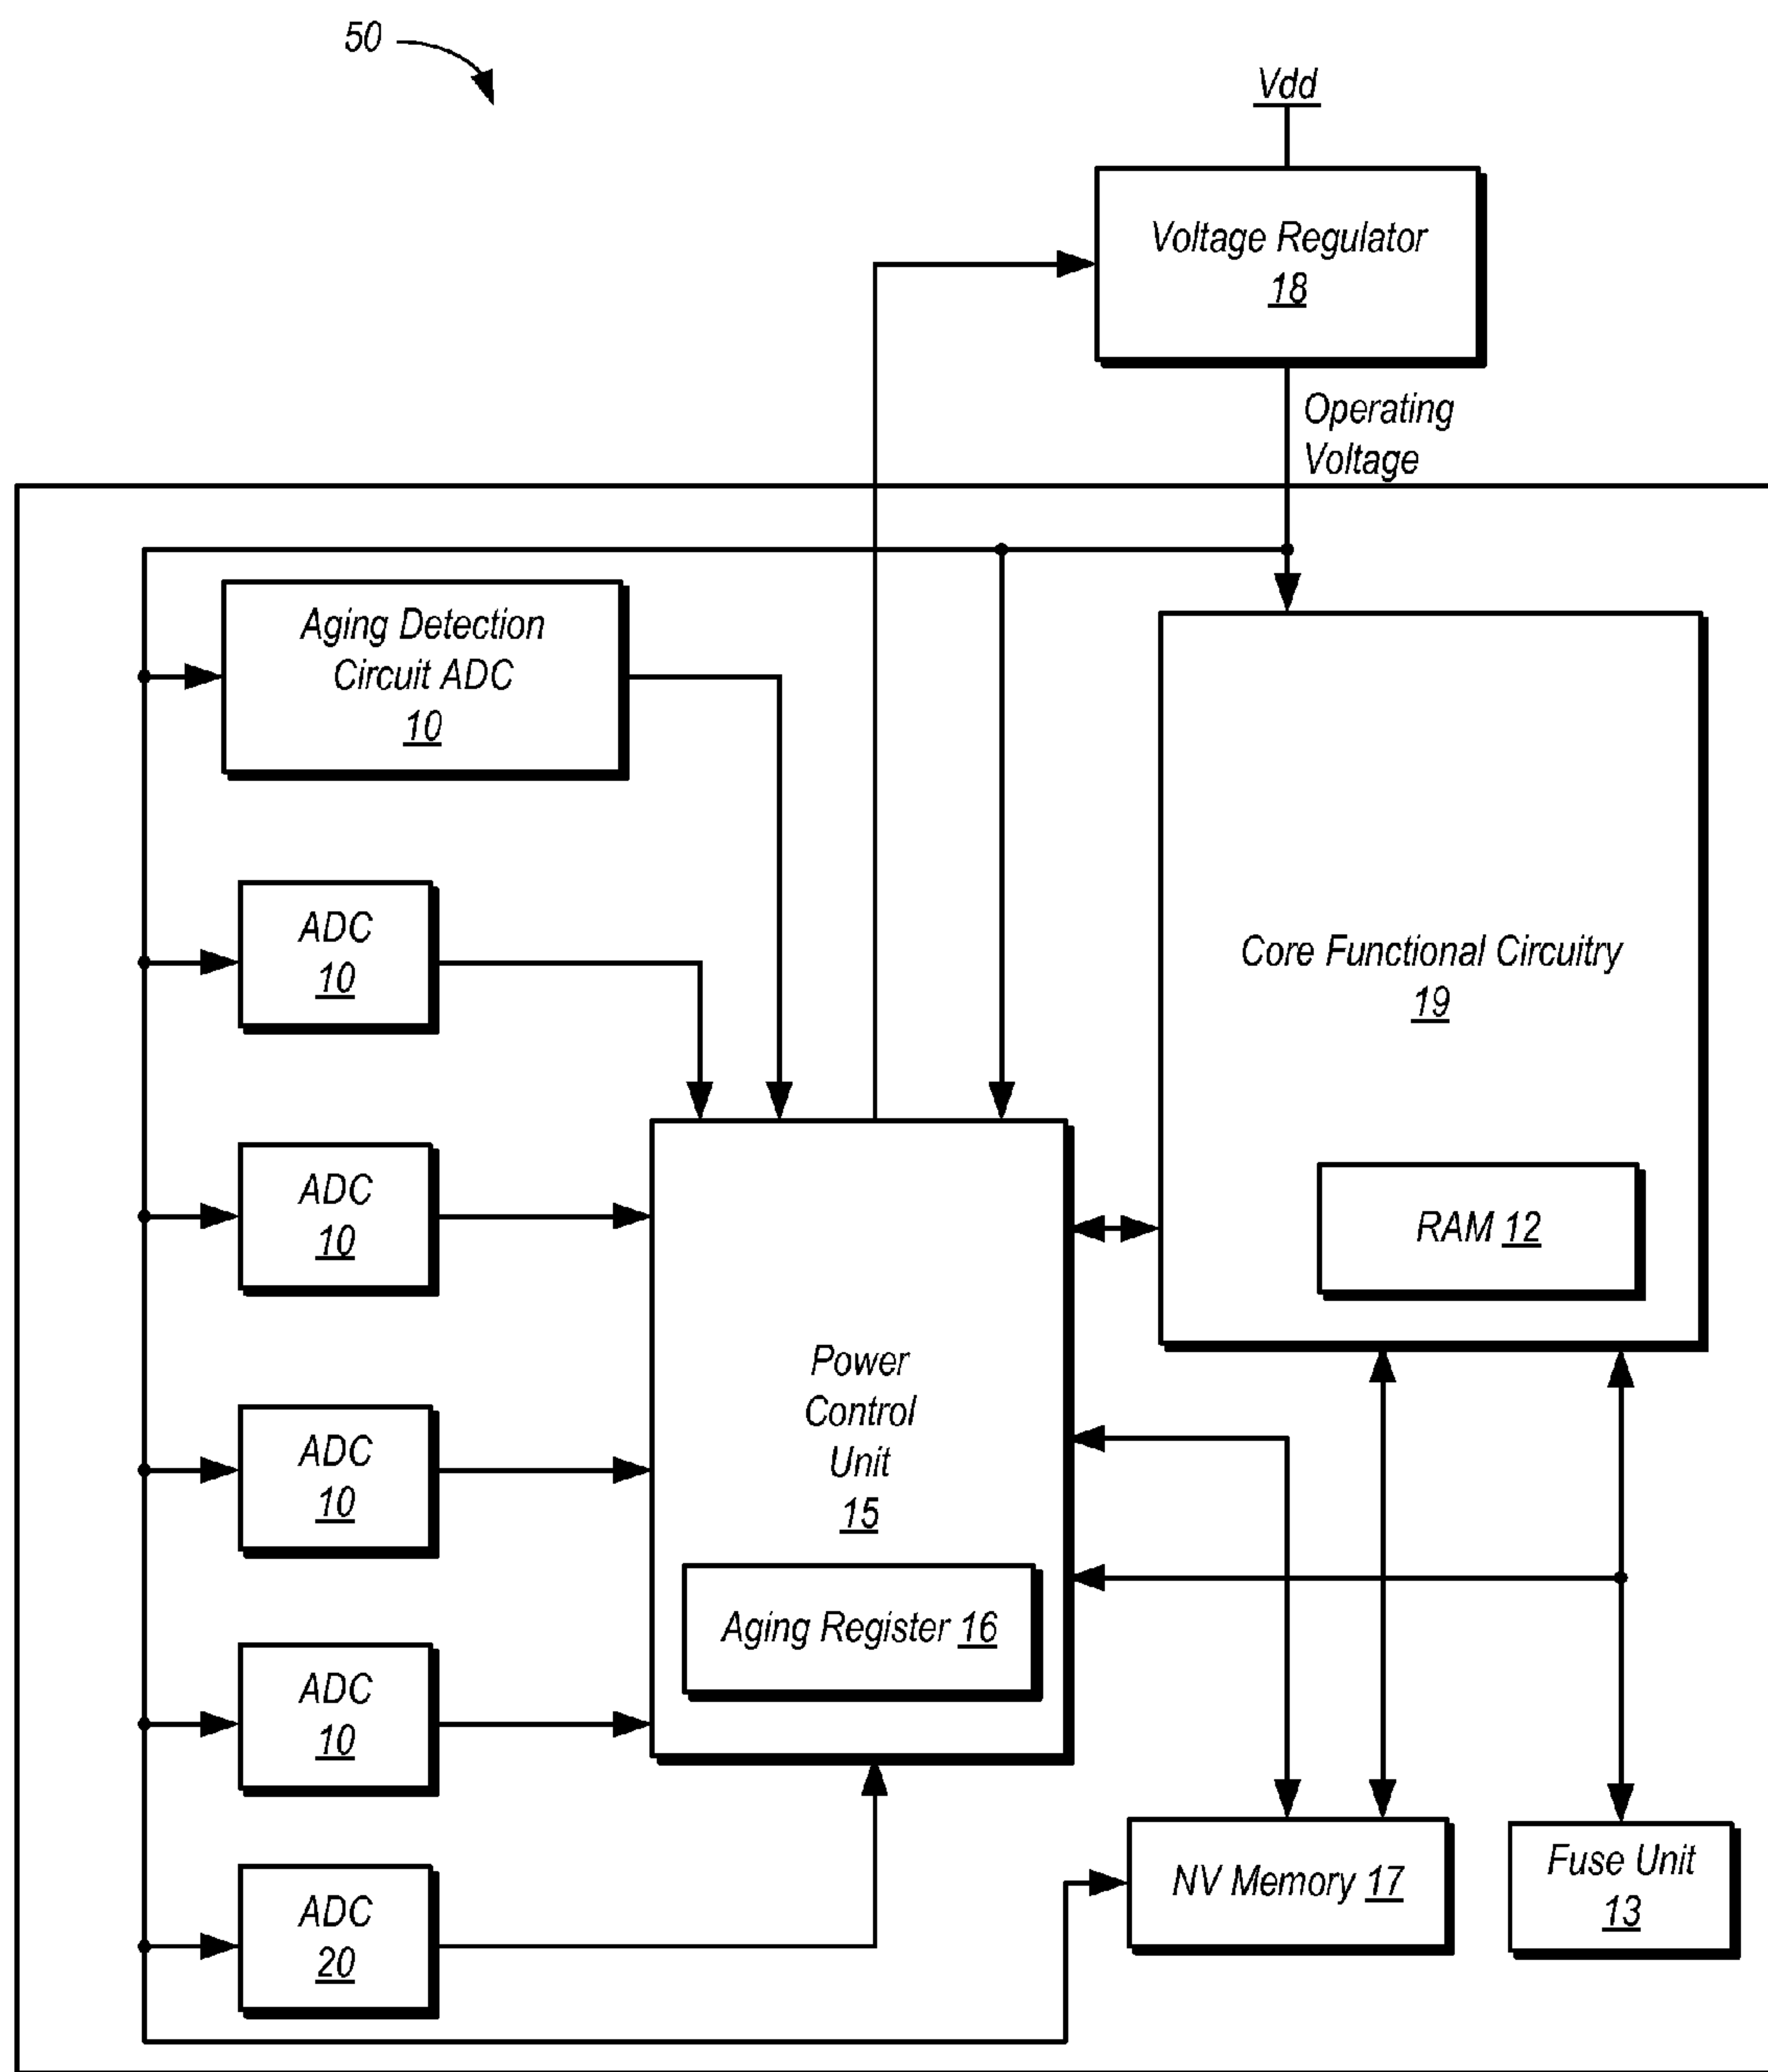 50
Vdd
Voltage Regulator
18
Operating
Voltage
Aging Detection
Circuit ADC
10
ADC
10
Core Functional Circuitry
19
ADC
10
RAM 12
Power
Control
Unit
15
ADC
10
Aging Register 16
ADC
10
NV Memory 17
Fuse Unit
13
ADC
20